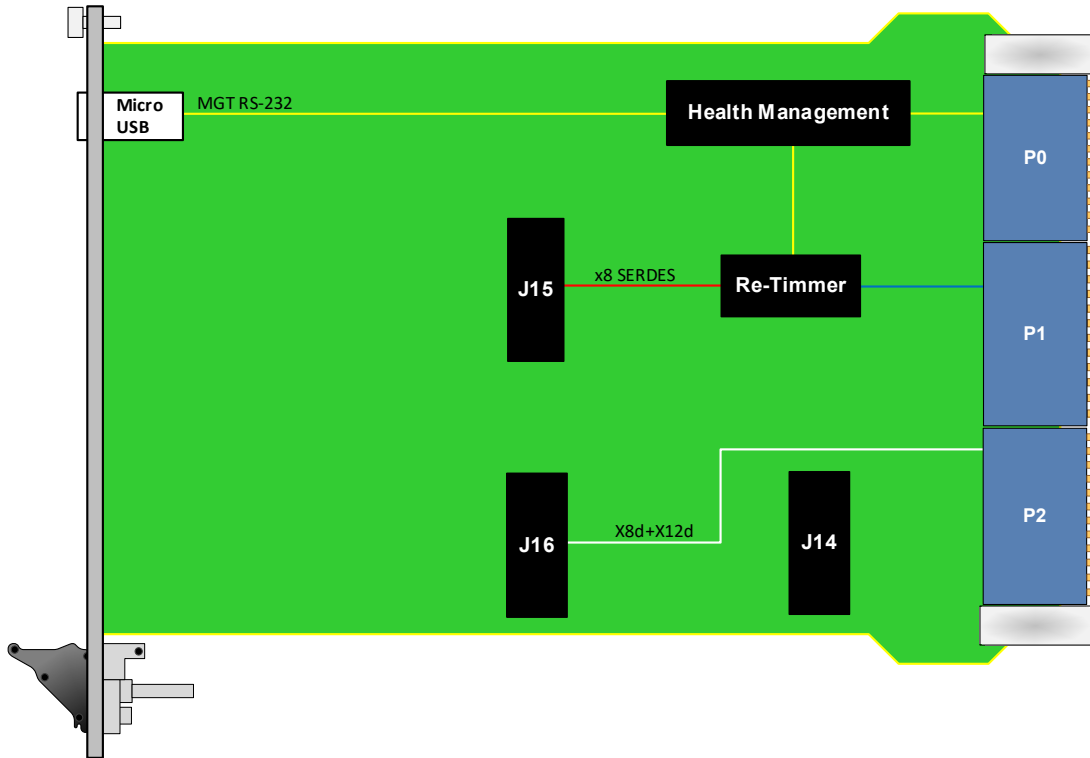 Micro
USB
MGT RS-232
Health Management
P0
J15
x8 SERDES
Re-Timmer
P1
J16
X8d+X12d
J14
P2